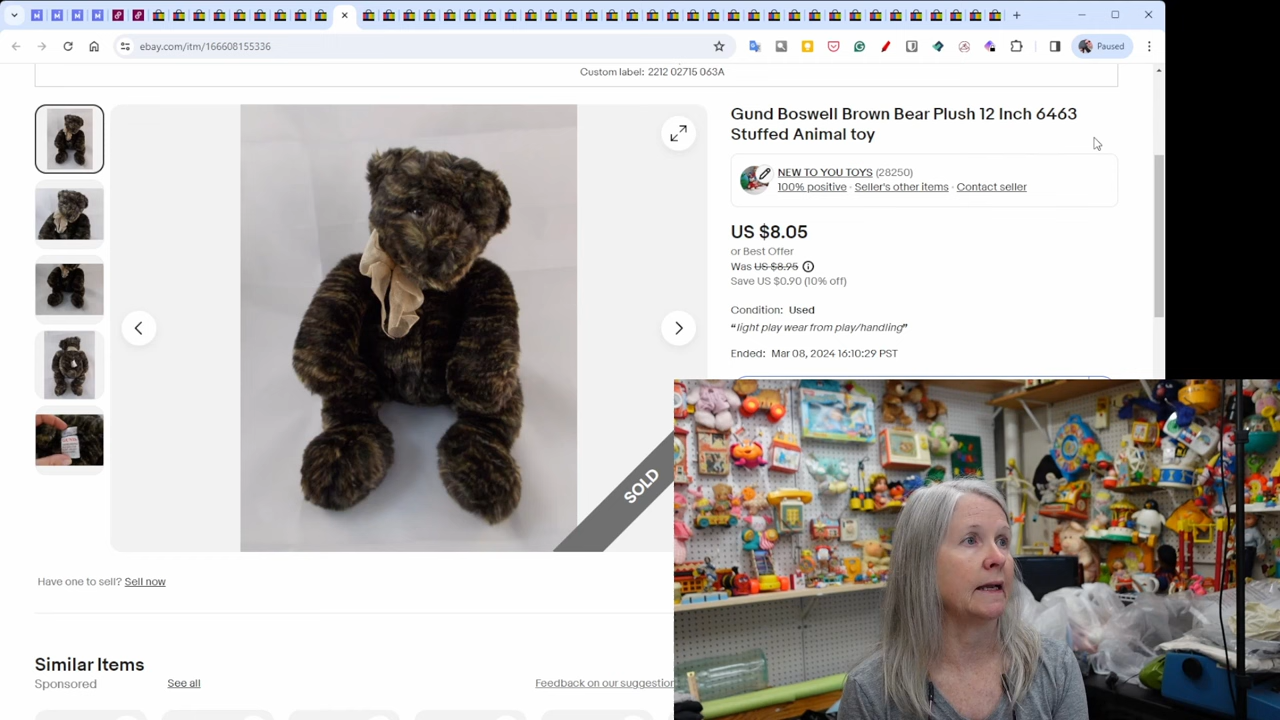 ebay.com/itm/166608155336
Paused
Custom label: 2212 02715 063A
Gund Boswell Brown Bear Plush 12 Inch 6463
Stuffed Animal toy
NEW TO YOU TOYS (28250)
100% positive · Seller's other items · Contact seller
US $8.05
or Best Offer
Was US $8.95
Save US $0.90 (10% off)
Condition: Used
“light play wear from play/handling”
Ended: Mar 08, 2024 16:10:29 PST
SOLD
Have one to sell? Sell now
Similar Items
Sponsored
See all
Feedback on our suggestion